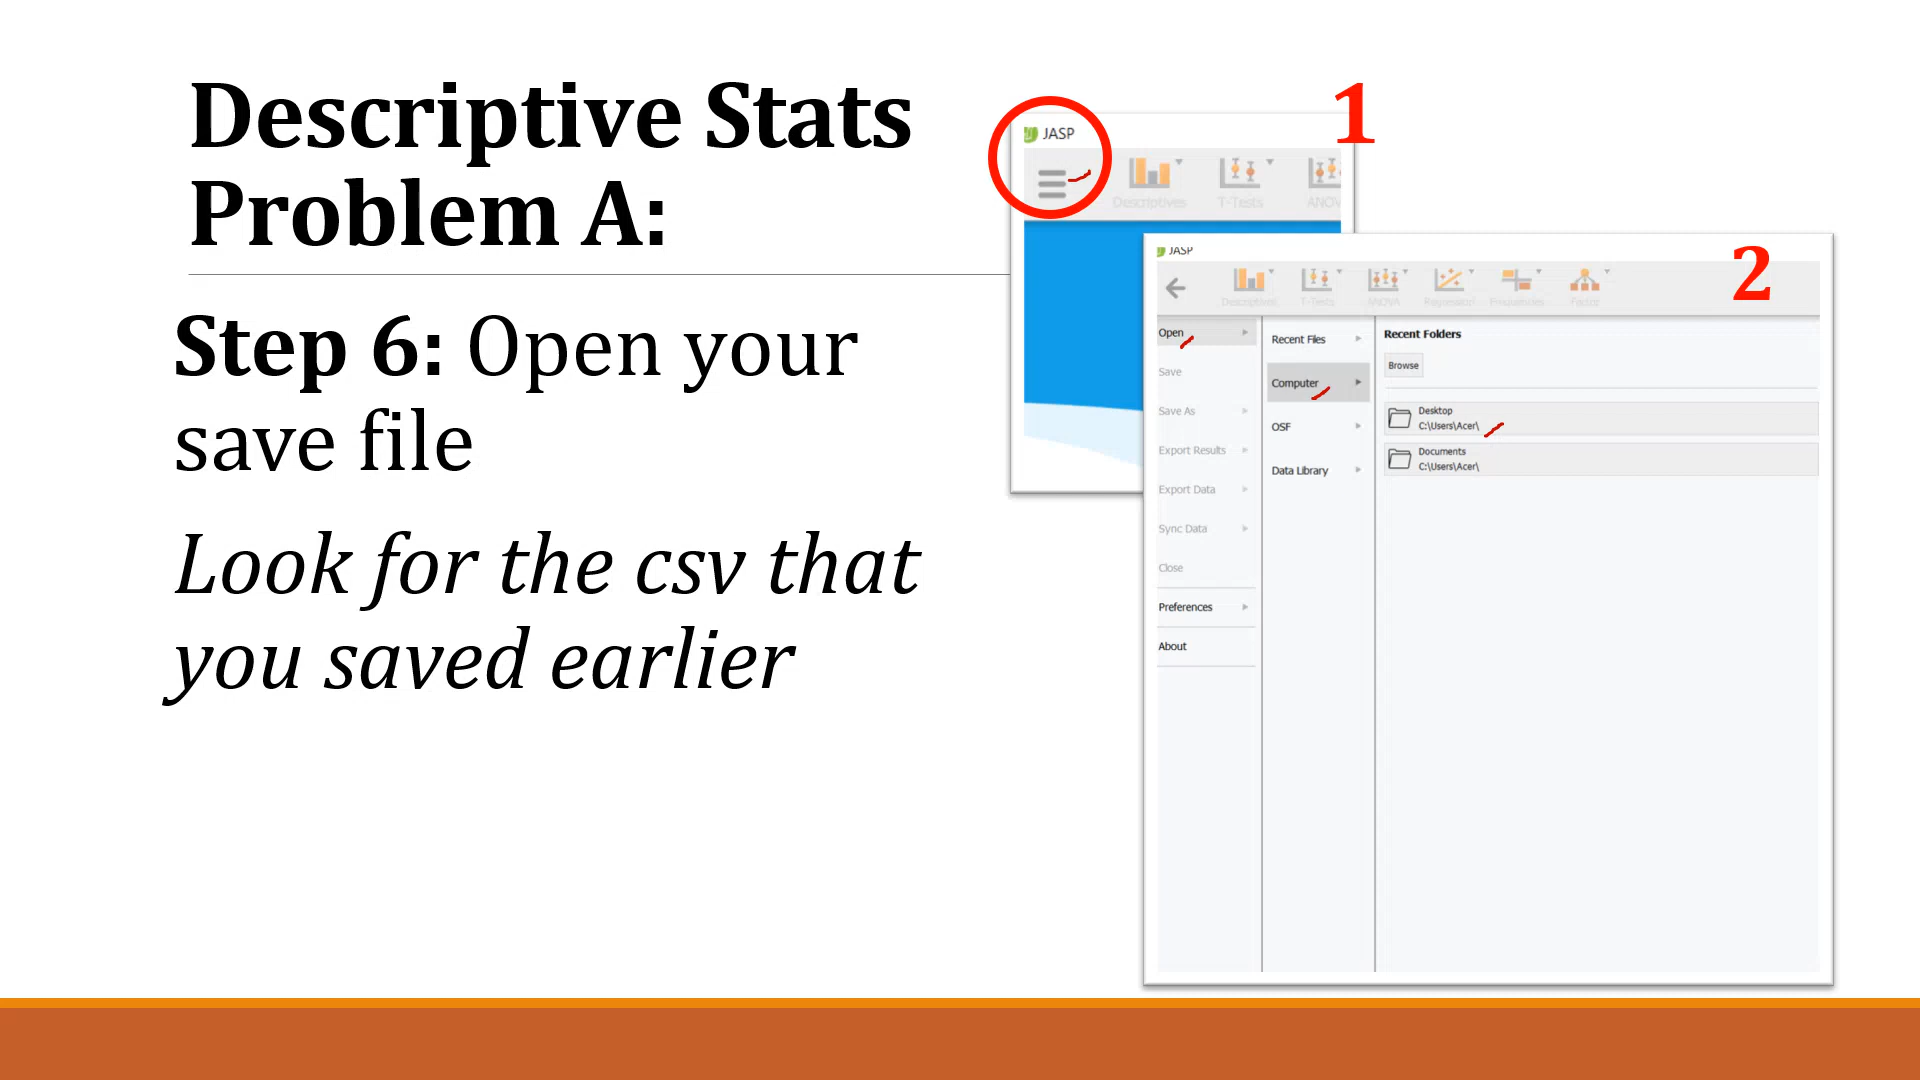 Descriptive Stats
Problem A:
Step 6: Open your
save file
Look for the csv that
you saved earlier
1
JASP
Descriptives
T-Tests
ANOV
2
JASP
Descriptives
T-Tests
ANOVA
Regression
Frequencies
Factor
Open
Save
Save As
Export Results
Export Data
Sync Data
Close
Preferences
About
Recent Files
Computer
OSF
Data Library
Recent Folders
Browse
Desktop
C:\Users\Acer\
Documents
C:\Users\Acer\